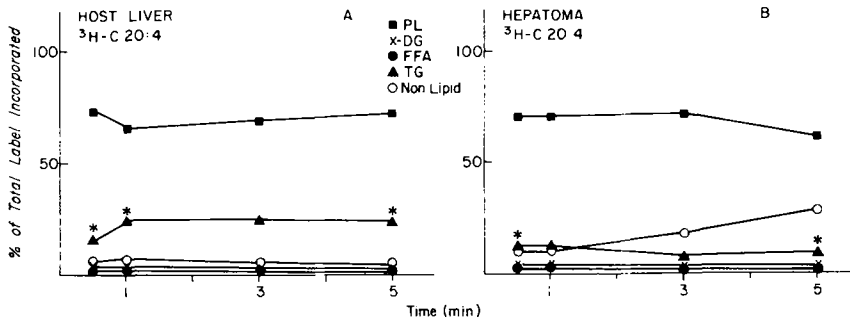 HOST LIVER
³H-C 20:4
A
■ PL
x-DG
● FFA
▲ TG
○ Non Lipid
HEPATOMA
³H-C 20 4
B
% of Total Label Incorporated
100
50
*
*
*
1
3
5
100
50
*
*
1
3
5
Time (min)